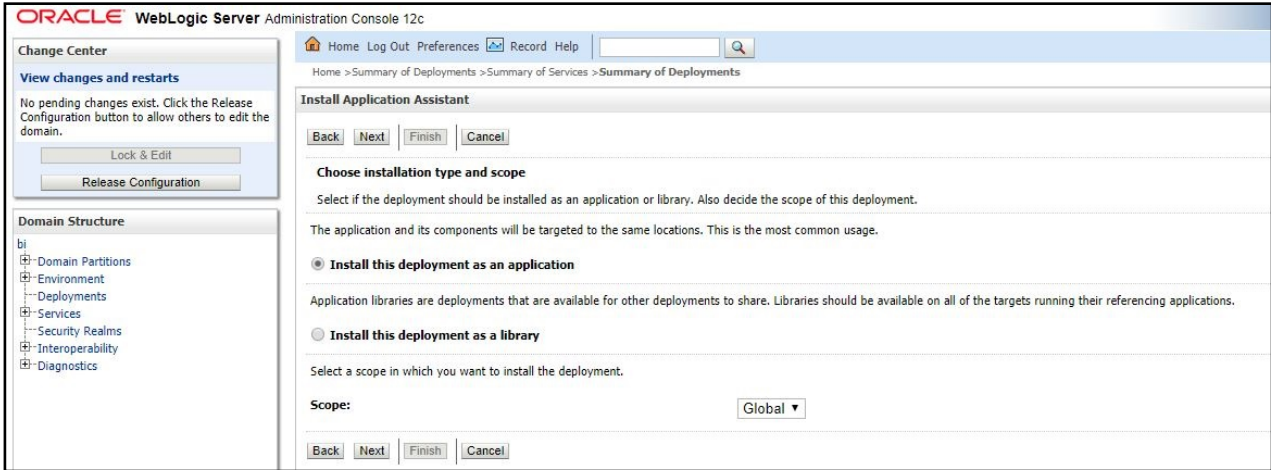 ORACLE WebLogic Server Administration Console 12c
Change Center
View changes and restarts
No pending changes exist. Click the Release
Configuration button to allow others to edit the
domain.
Lock & Edit
Release Configuration
Domain Structure
bi
Domain Partitions
Environment
Deployments
Services
Security Realms
Interoperability
Diagnostics
Home Log Out Preferences Record Help
Home >Summary of Deployments >Summary of Services >Summary of Deployments
Install Application Assistant
Back Next Finish Cancel
Choose installation type and scope
Select if the deployment should be installed as an application or library. Also decide the scope of this deployment.
The application and its components will be targeted to the same locations. This is the most common usage.
Install this deployment as an application
Application libraries are deployments that are available for other deployments to share. Libraries should be available on all of the targets running their referencing applications.
Install this deployment as a library
Select a scope in which you want to install the deployment.
Scope: Global
Back Next Finish Cancel